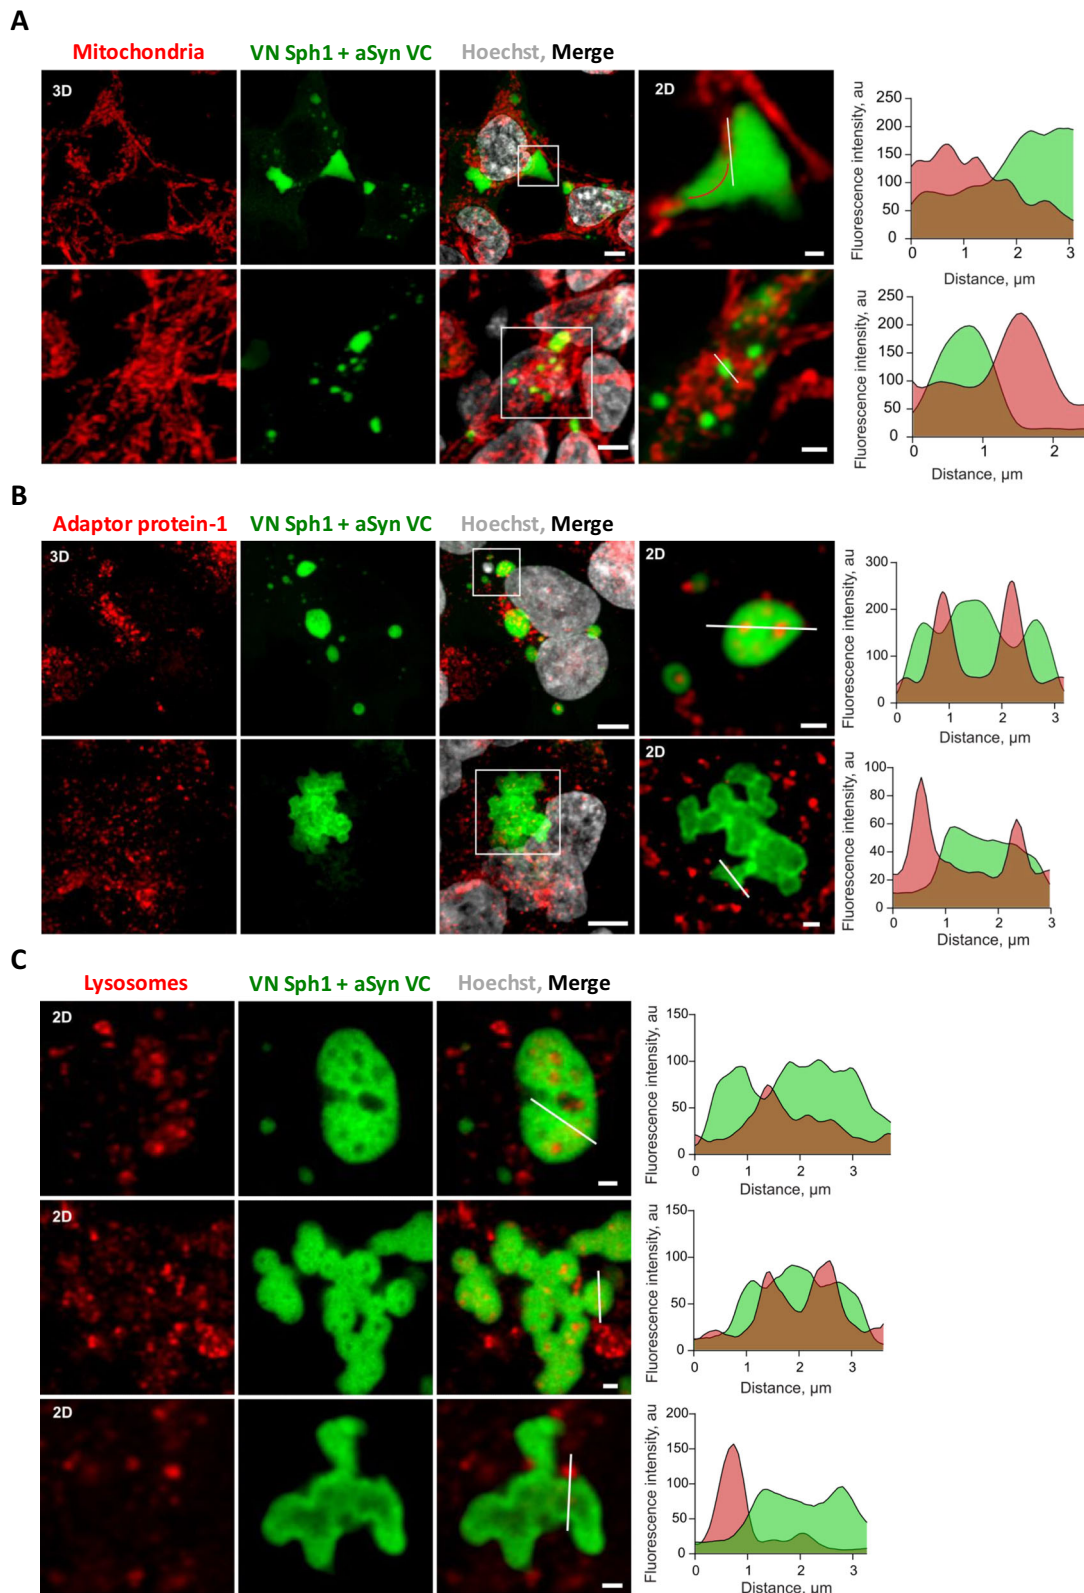 A
Mitochondria VN Sph1 + aSyn VC Hoechst, Merge
3D
2D
Fluorescence intensity, au
250
200
150
100
50
0
0 1 2 3
Distance, µm
Fluorescence intensity, au
250
200
150
100
50
0
0 1 2
Distance, µm
B
Adaptor protein-1 VN Sph1 + aSyn VC Hoechst, Merge
3D
2D
Fluorescence intensity, au
300
200
100
0
0 1 2 3
Distance, µm
2D
Fluorescence intensity, au
100
80
60
40
20
0
0 1 2 3
Distance, µm
C
Lysosomes VN Sph1 + aSyn VC Hoechst, Merge
2D
Fluorescence intensity, au
150
100
50
0
0 1 2 3
Distance, µm
2D
Fluorescence intensity, au
150
100
50
0
0 1 2 3
Distance, µm
2D
Fluorescence intensity, au
200
150
100
50
0
0 1 2 3
Distance, µm